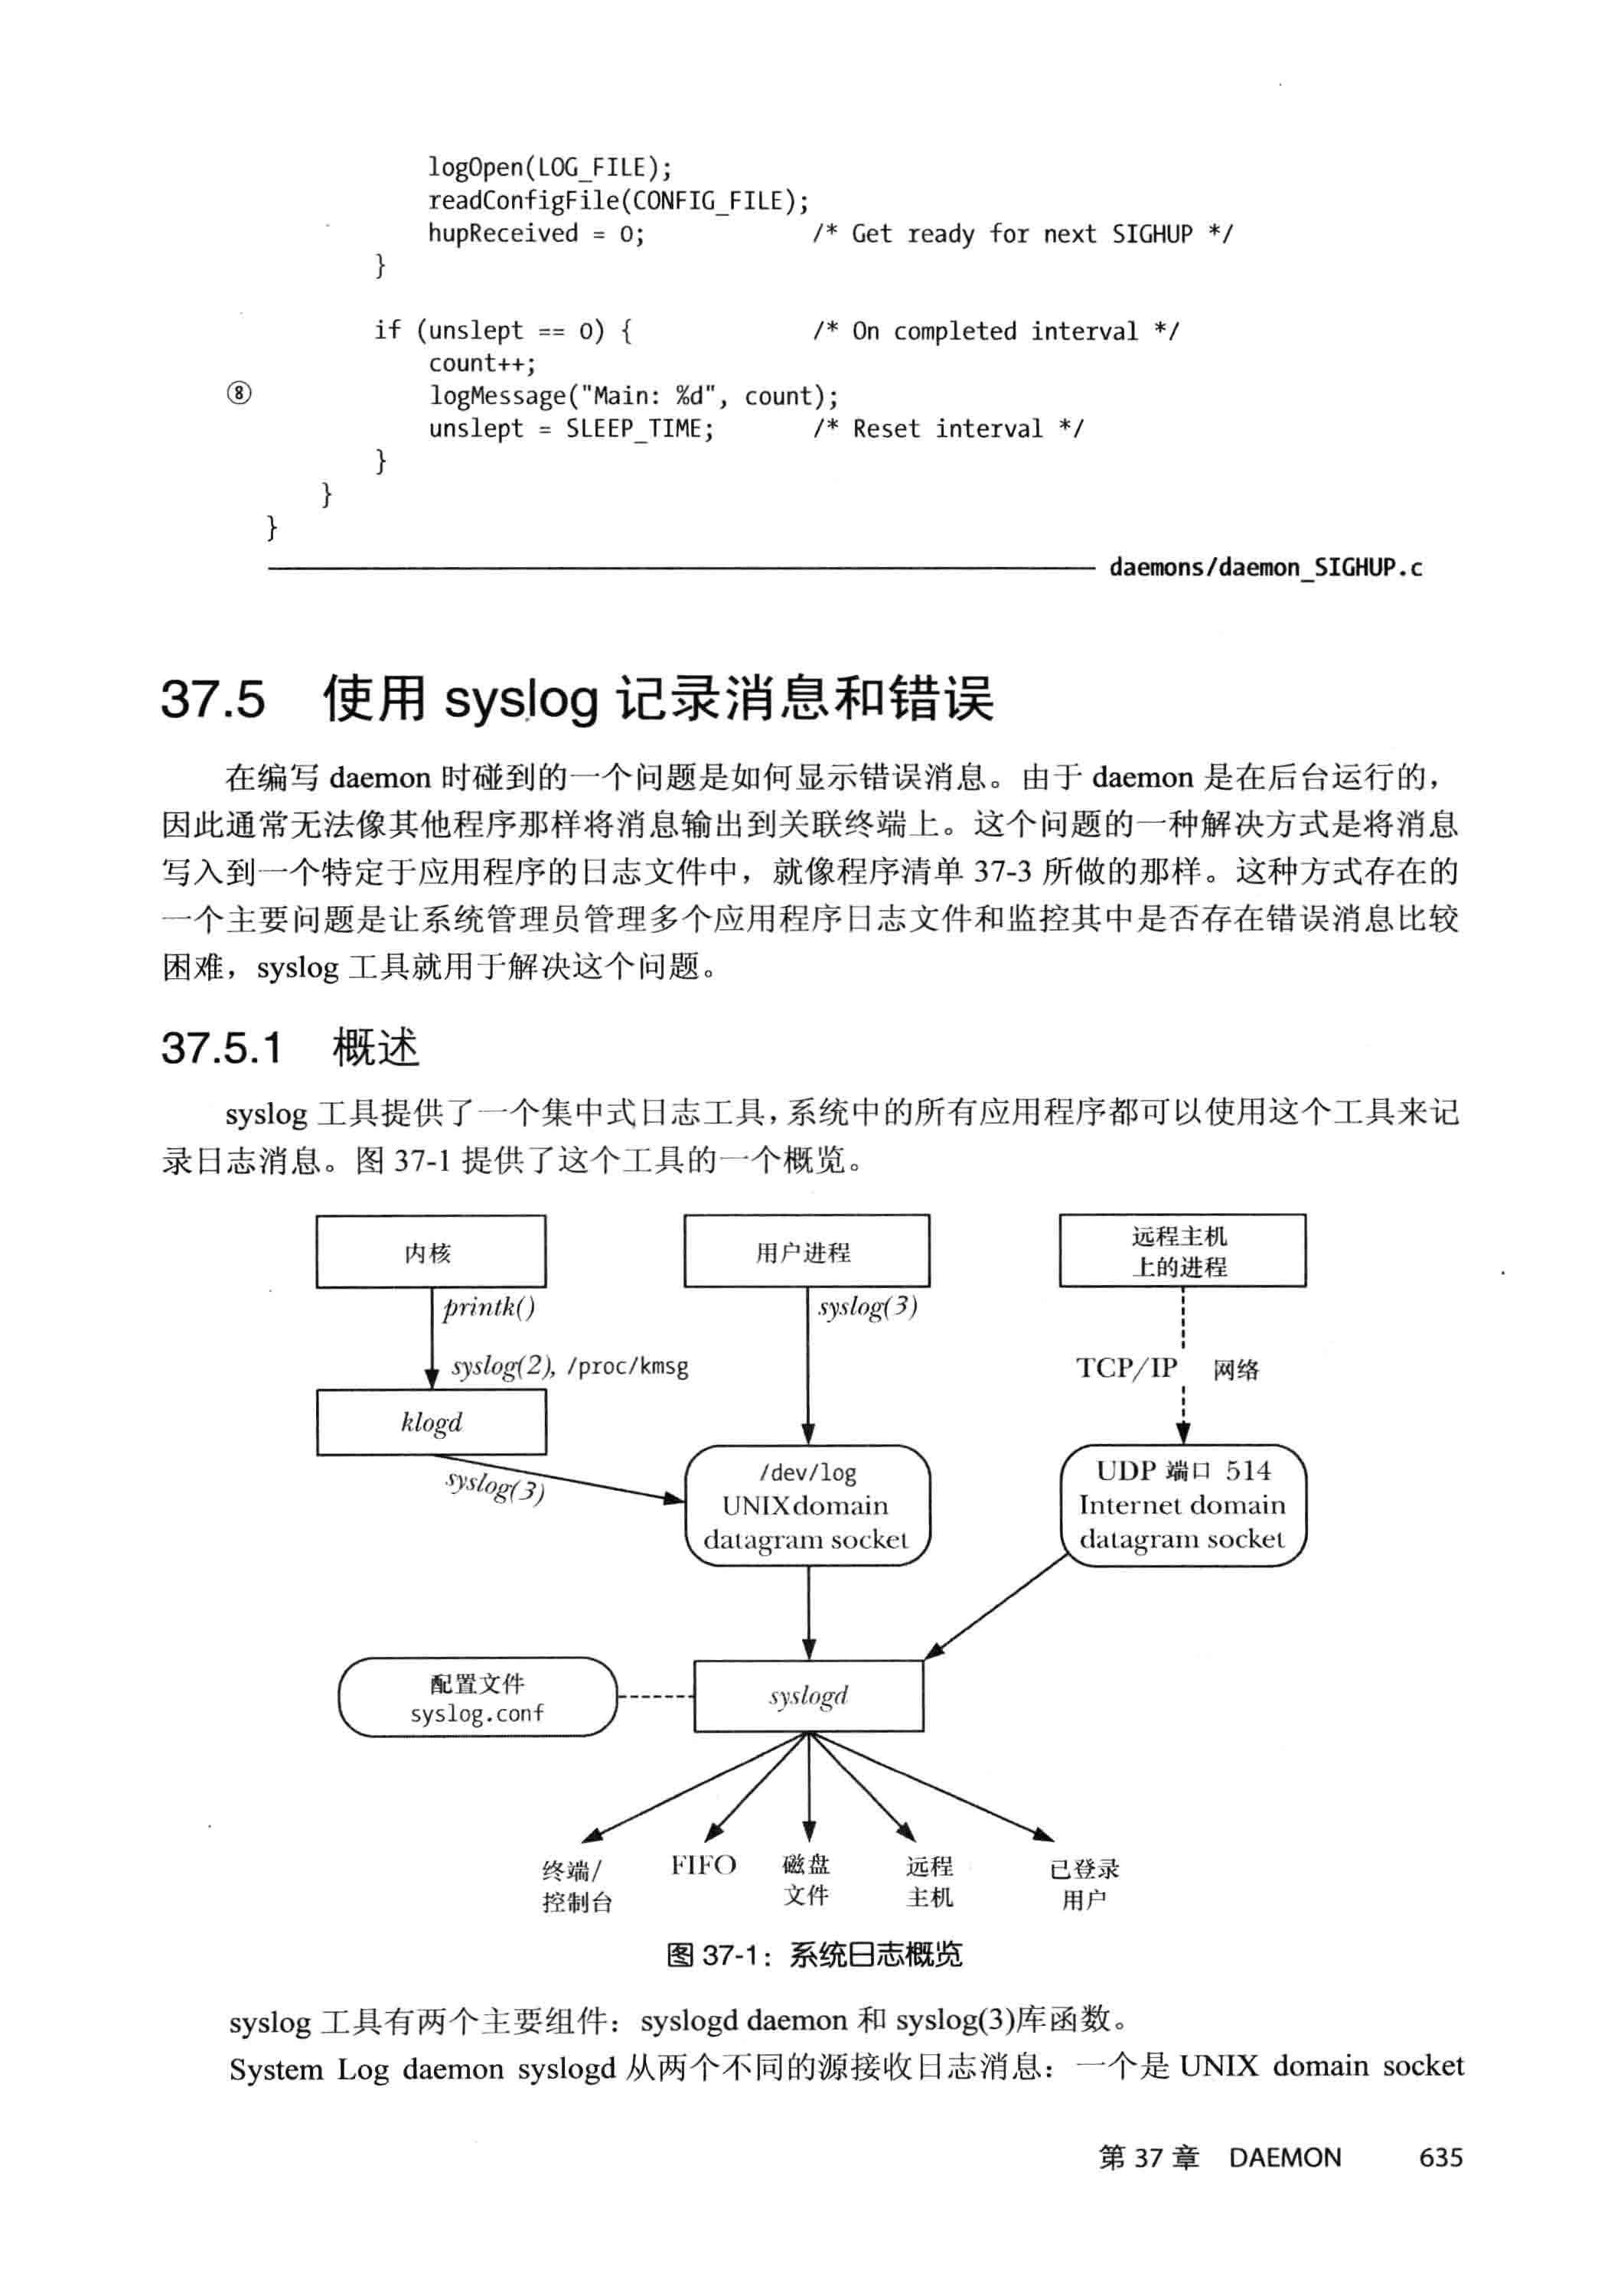 logOpen(LOG_FILE);
readConfigFile(CONFIG_FILE);
hupReceived = 0;                /* Get ready for next SIGHUP */
}
if (unslept == 0) {             /* On completed interval */
count++;
⑧ logMessage("Main: %d", count);
unslept = SLEEP_TIME;           /* Reset interval */
}
}
}
daemons/daemon_SIGHUP.c
37.5 使用 syslog 记录消息和错误
在编写 daemon 时碰到的一个问题是如何显示错误消息。由于 daemon 是在后台运行的，
因此通常无法像其他程序那样将消息输出到关联终端上。这个问题的一种解决方式是将消息
写入到一个特定于应用程序的日志文件中，就像程序清单 37-3 所做的那样。这种方式存在的
一个主要问题是让系统管理员管理多个应用程序日志文件和监控其中是否存在错误消息比较
困难，syslog 工具就用于解决这个问题。
37.5.1 概述
syslog 工具提供了一个集中式日志工具，系统中的所有应用程序都可以使用这个工具来记
录日志消息。图 37-1 提供了这个工具的一个概览。
内核
用户进程
远程主机
上的进程
printk()
syslog(3)
syslog(2), /proc/kmsg
TCP/IP 网络
klogd
syslog(3)
/dev/log
UNIXdomain
datagram socket
UDP 端口 514
Internet domain
datagram socket
配置文件
syslog.conf
syslogd
终端/
控制台
FIFO
磁盘
文件
远程
主机
已登录
用户
图 37-1：系统日志概览
syslog 工具有两个主要组件：syslogd daemon 和 syslog(3)库函数。
System Log daemon syslogd 从两个不同的源接收日志消息：一个是 UNIX domain socket
第 37 章 DAEMON 635